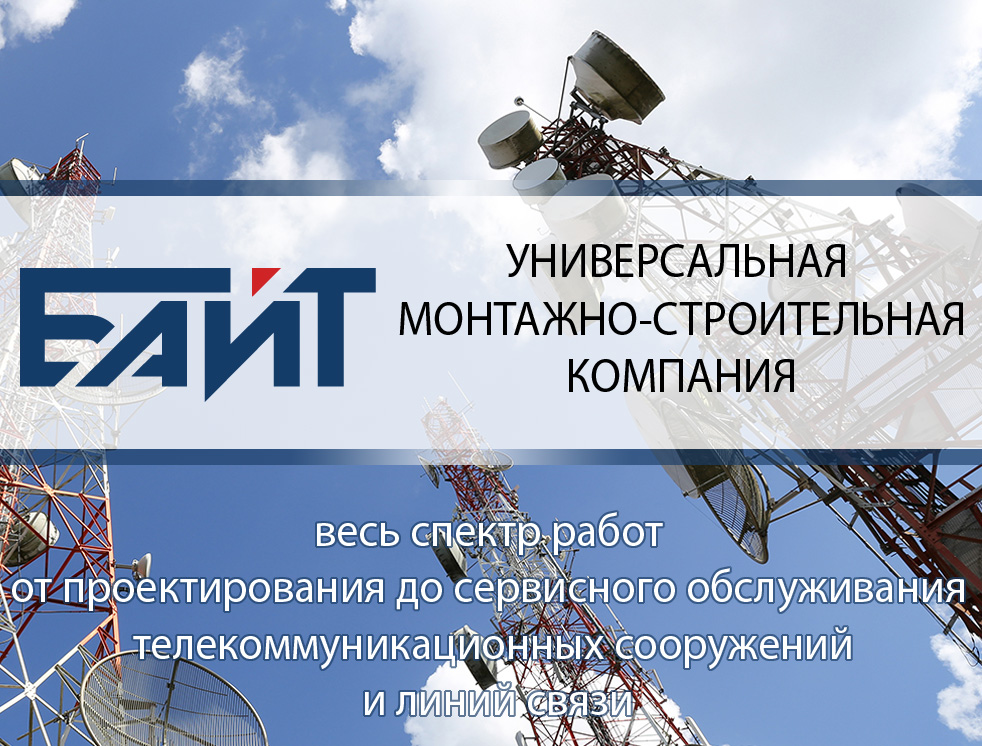 БАЙТ
УНИВЕРСАЛЬНАЯ
МОНТАЖНО-СТРОИТЕЛЬНАЯ
КОМПАНИЯ
весь спектр работ
от проектирования до сервисного обслуживания
телекоммуникационных сооружений
и линий связи